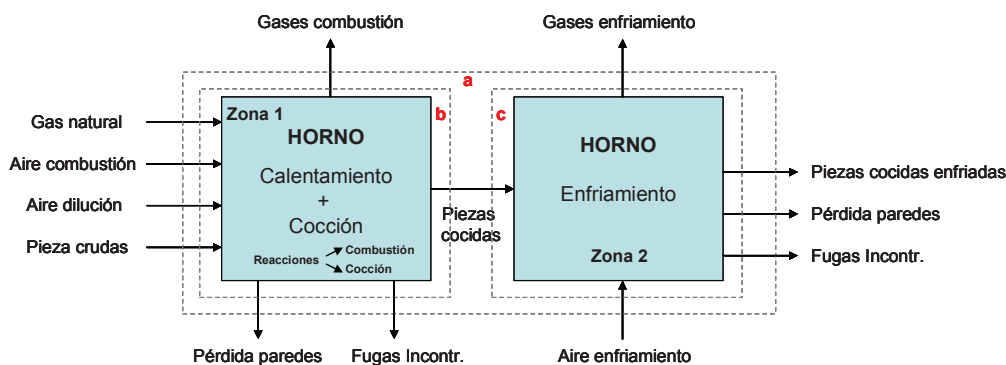 Gases combustión
Gases enfriamiento
a
Zona 1
b
c
HORNO
HORNO
Gas natural
Aire combustión
Aire dilución
Pieza crudas
Calentamiento
+
Cocción
Reacciones
Combustión
Cocción
Piezas
cocidas
Enfriamiento
Zona 2
Piezas cocidas enfriadas
Pérdida paredes
Fugas Incontr.
Pérdida paredes
Fugas Incontr.
Aire enfriamiento